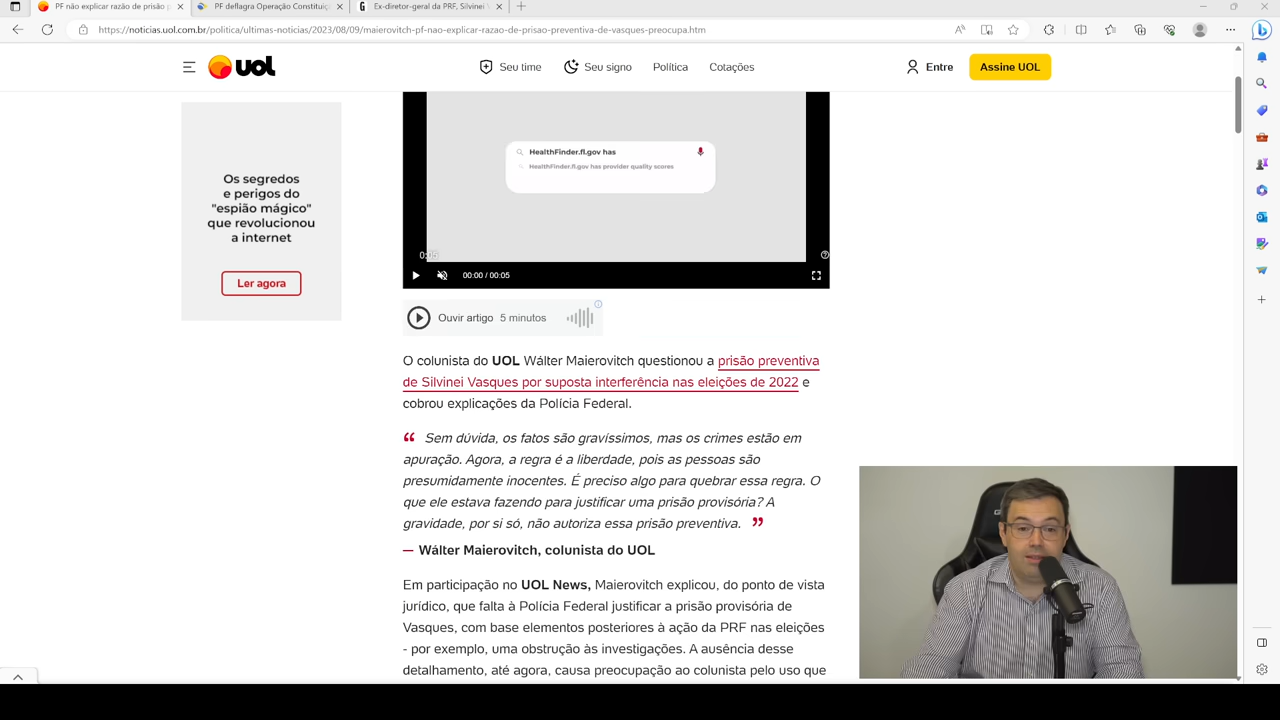 PF não explicar razão de prisão p
PF deflagra Operação Constituiç
Ex-diretor-geral da PRF, Silvinei V
https://noticias.uol.com.br/politica/ultimas-noticias/2023/08/09/maierovitch-pf-nao-explicar-razao-de-prisao-preventiva-de-vasques-preocupa.htm
uol
Seu time
Seu signo
Política
Cotações
Entre
Assine UOL
Os segredos
e perigos do
"espião mágico"
que revolucionou
a internet
Ler agora
HealthFinder.fl.gov has
HealthFinder.fl.gov has provider quality scores
0:05
00:00 / 00:05
Ouvir artigo 5 minutos
O colunista do UOL Wálter Maierovitch questionou a prisão preventiva
de Silvinei Vasques por suposta interferência nas eleições de 2022 e
cobrou explicações da Polícia Federal.
“ Sem dúvida, os fatos são gravíssimos, mas os crimes estão em
apuração. Agora, a regra é a liberdade, pois as pessoas são
presumidamente inocentes. É preciso algo para quebrar essa regra. O
que ele estava fazendo para justificar uma prisão provisória? A
gravidade, por si só, não autoriza essa prisão preventiva. ”
— Wálter Maierovitch, colunista do UOL
Em participação no UOL News, Maierovitch explicou, do ponto de vista
jurídico, que falta à Polícia Federal justificar a prisão provisória de
Vasques, com base elementos posteriores à ação da PRF nas eleições
- por exemplo, uma obstrução às investigações. A ausência desse
detalhamento, até agora, causa preocupação ao colunista pelo uso que